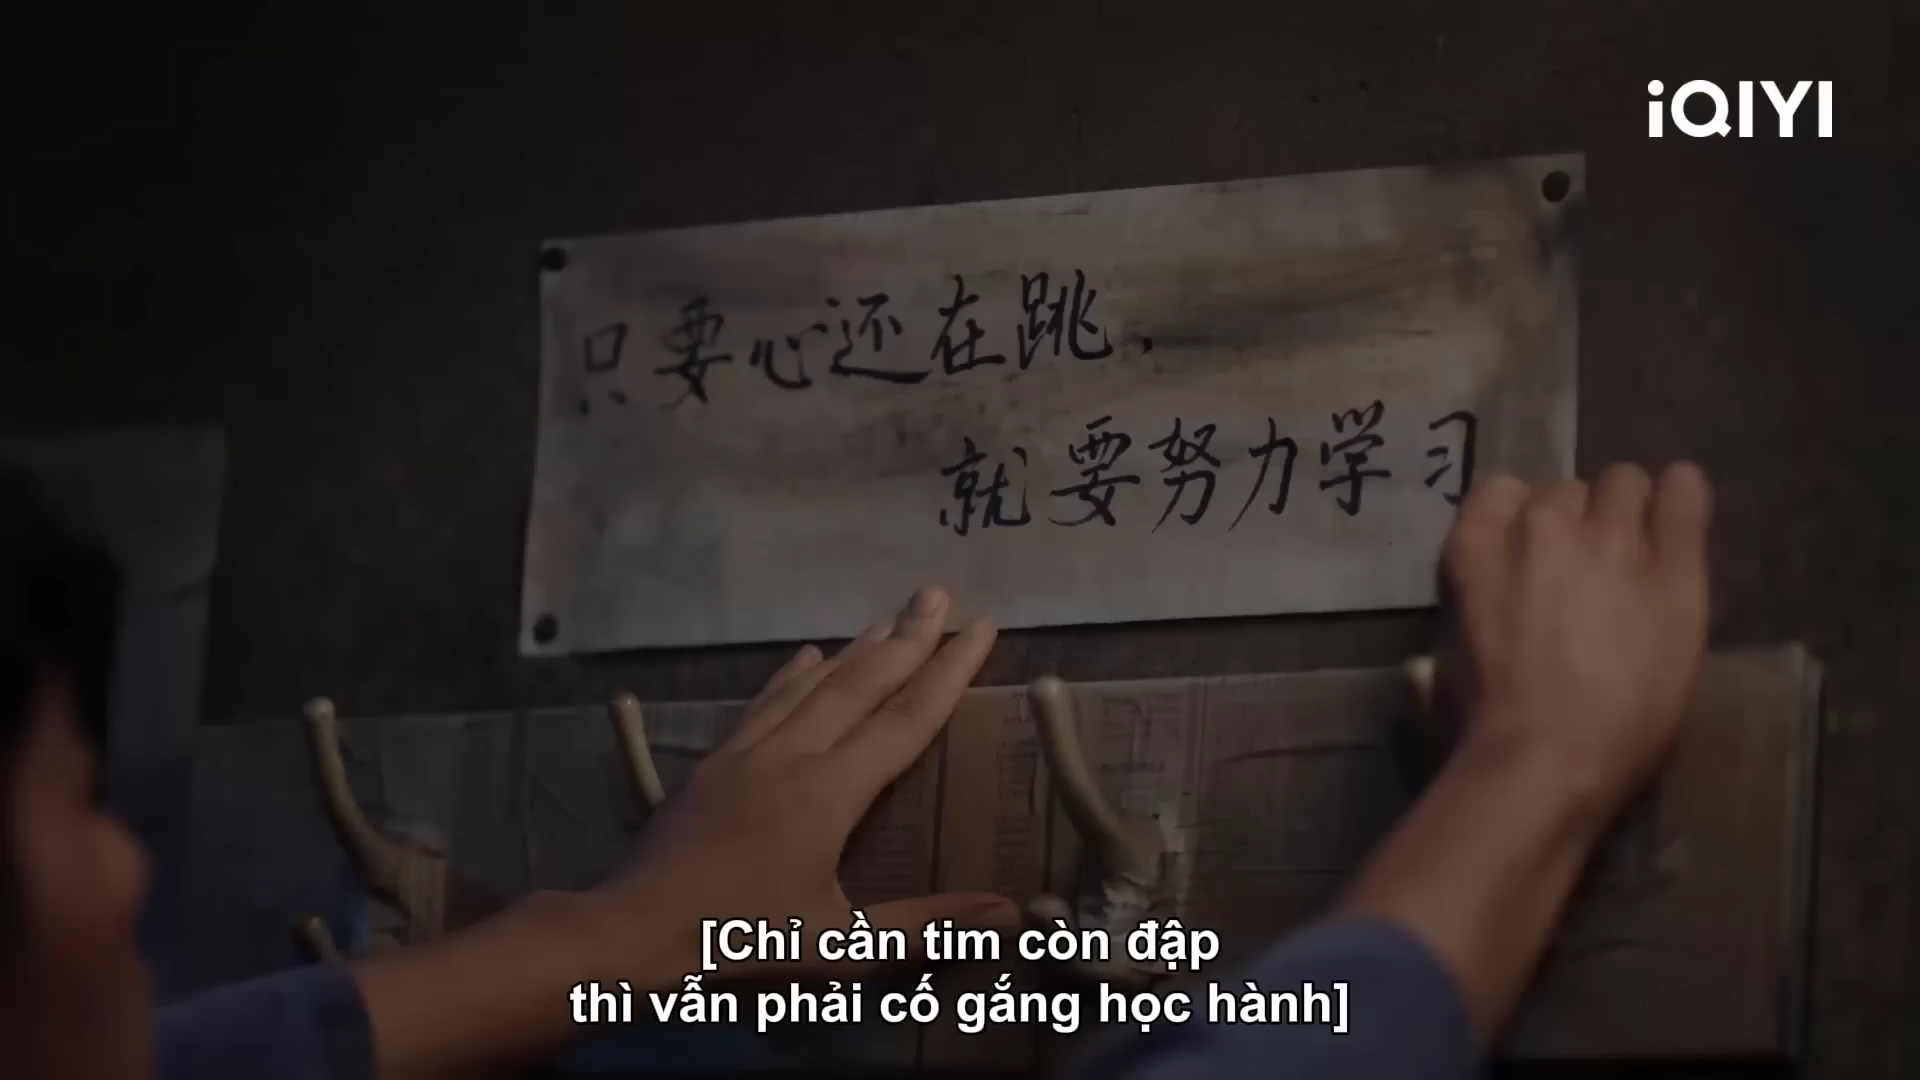 iQIYI
只要心还在跳，
就要努力学习
[Chỉ cần tim còn đập
thì vẫn phải cố gắng học hành]